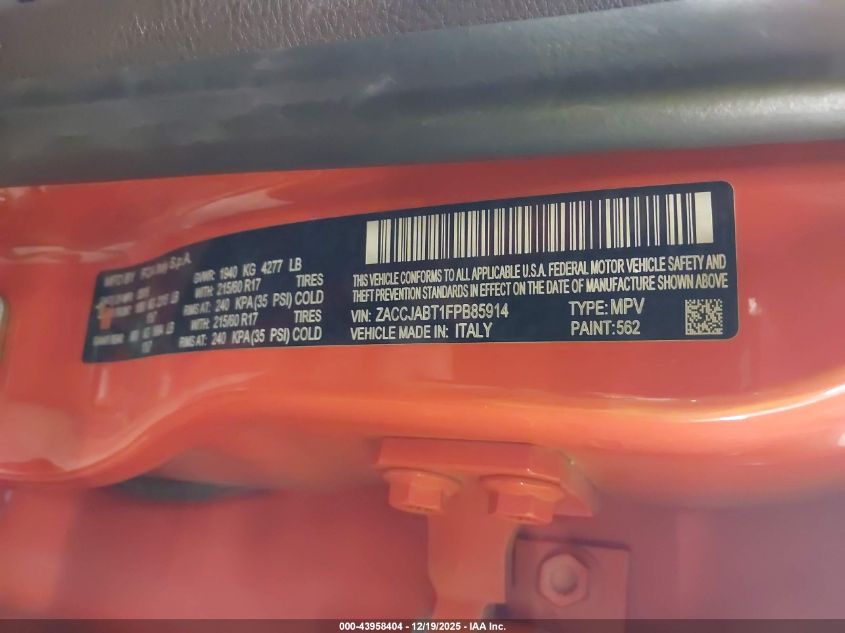 THIS VEHICLE CONFORMS TO ALL APPLICABLE U.S.A. FEDERAL MOTOR VEHICLE SAFETY AND
THEFT PREVENTION STANDARDS IN EFFECT ON THE DATE OF MANUFACTURE SHOWN ABOVE
VIN: ZACCJABT1FPB85914 TYPE: MPV
VEHICLE MADE IN: ITALY PAINT: 562
MFD BY FCA Italy S.p.A.
GVWR: 1940 KG 4277 LB
WITH: 215/60 R17 TIRES
RMS AT: 240 KPA (35 PSI) COLD
WITH: 215/60 R17 TIRES
RMS AT: 240 KPA (35 PSI) COLD
000-43958404 - 12/19/2025 - IAA Inc.